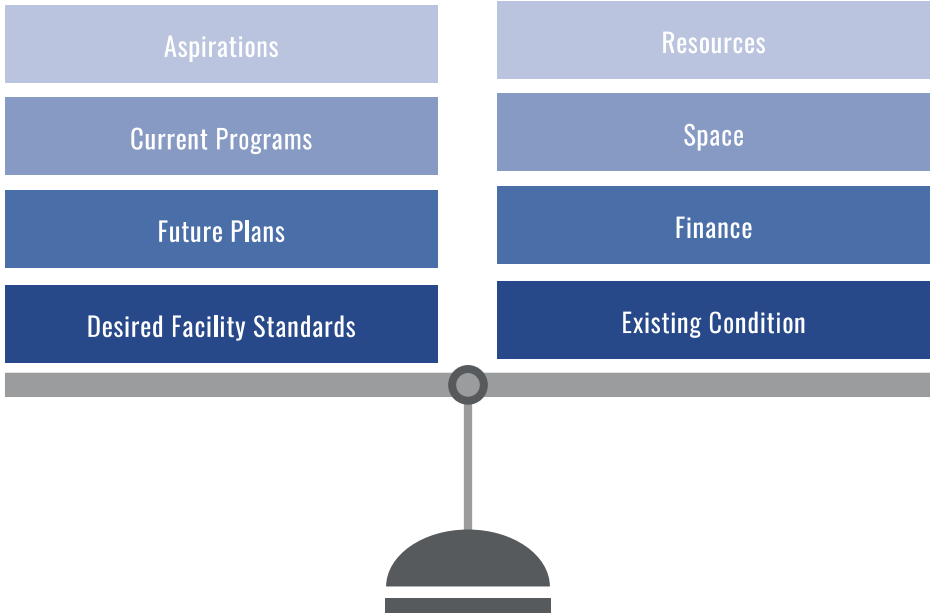 Aspirations
Current Programs
Future Plans
Desired Facility Standards
Resources
Space
Finance
Existing Condition